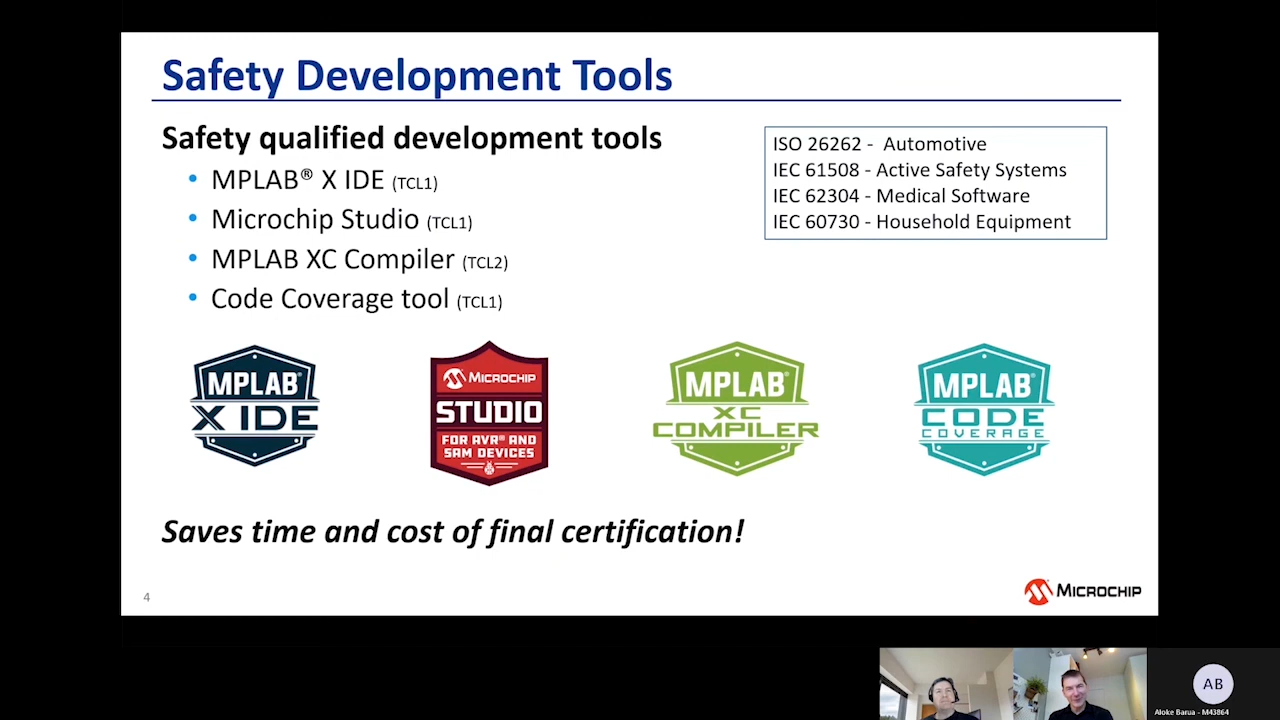 Safety Development Tools
Safety qualified development tools
• MPLAB® X IDE (TCL1)
• Microchip Studio (TCL1)
• MPLAB XC Compiler (TCL2)
• Code Coverage tool (TCL1)
ISO 26262 - Automotive
IEC 61508 - Active Safety Systems
IEC 62304 - Medical Software
IEC 60730 - Household Equipment
MPLAB®
X IDE
MICROCHIP
STUDIO
FOR AVR® AND
SAM DEVICES
MPLAB®
XC
COMPILER
MPLAB®
CODE
COVERAGE
Saves time and cost of final certification!
4
MICROCHIP
AB
Aloke Barua - M43864